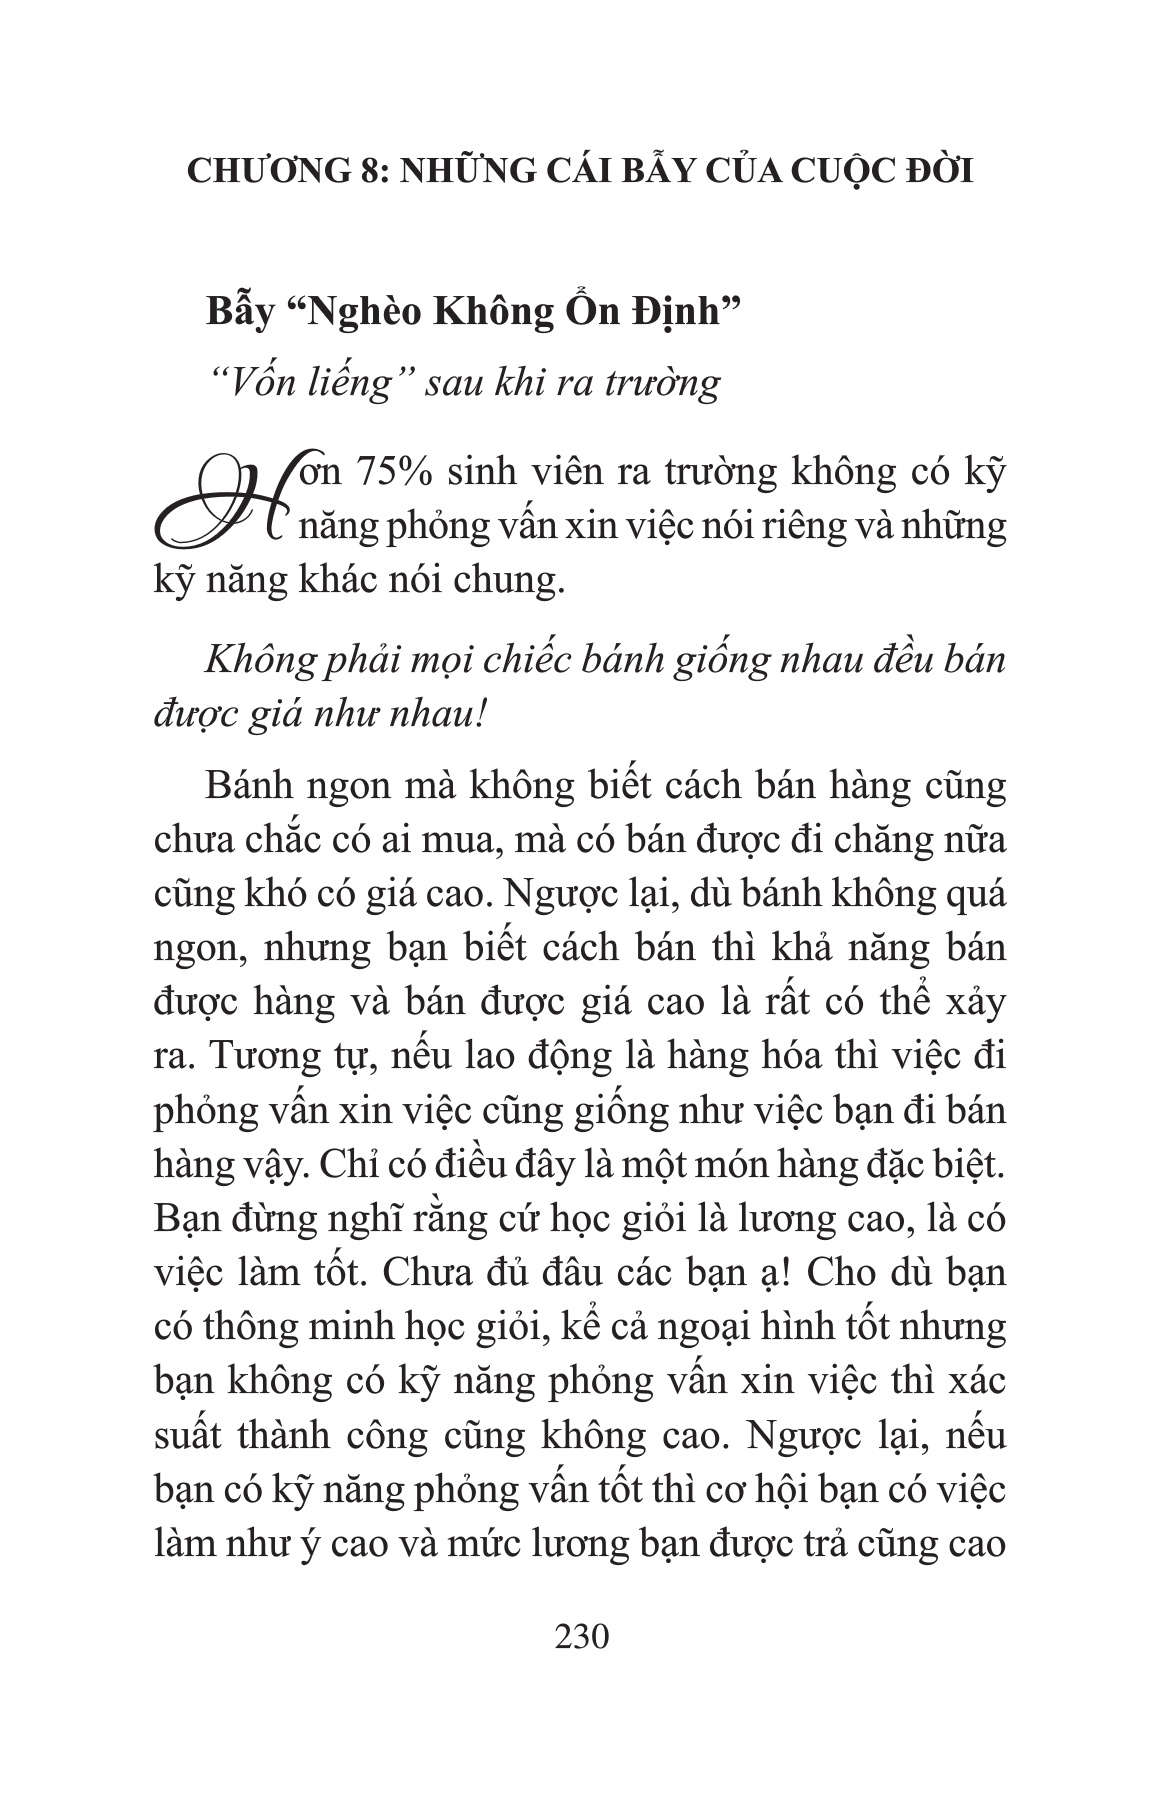 CHƯƠNG 8: NHỮNG CÁI BẪY CỦA CUỘC ĐỜI
Bẫy “Nghèo Không Ổn Định”
“Vốn liếng” sau khi ra trường
Hơn 75% sinh viên ra trường không có kỹ
năng phỏng vấn xin việc nói riêng và những
kỹ năng khác nói chung.
Không phải mọi chiếc bánh giống nhau đều bán
được giá như nhau!
Bánh ngon mà không biết cách bán hàng cũng
chưa chắc có ai mua, mà có bán được đi chăng nữa
cũng khó có giá cao. Ngược lại, dù bánh không quá
ngon, nhưng bạn biết cách bán thì khả năng bán
được hàng và bán được giá cao là rất có thể xảy
ra. Tương tự, nếu lao động là hàng hóa thì việc đi
phỏng vấn xin việc cũng giống như việc bạn đi bán
hàng vậy. Chỉ có điều đây là một món hàng đặc biệt.
Bạn đừng nghĩ rằng cứ học giỏi là lương cao, là có
việc làm tốt. Chưa đủ đâu các bạn ạ! Cho dù bạn
có thông minh học giỏi, kể cả ngoại hình tốt nhưng
bạn không có kỹ năng phỏng vấn xin việc thì xác
suất thành công cũng không cao. Ngược lại, nếu
bạn có kỹ năng phỏng vấn tốt thì cơ hội bạn có việc
làm như ý cao và mức lương bạn được trả cũng cao
230